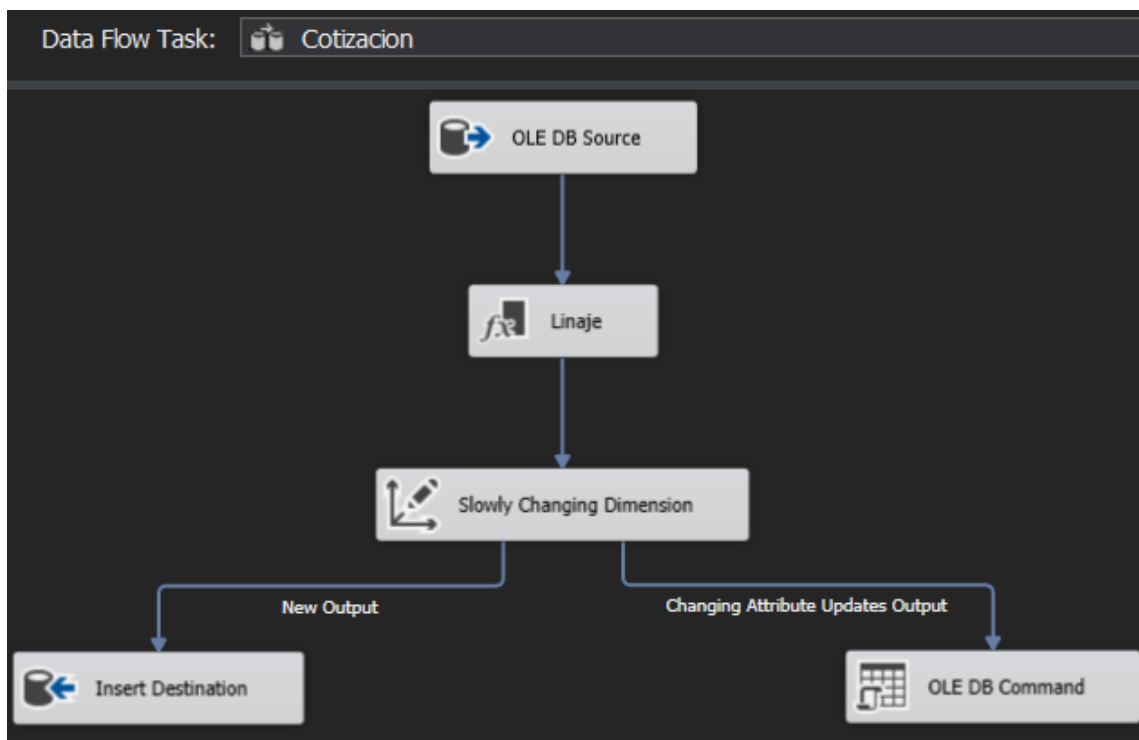 Data Flow Task: Cotizacion
OLE DB Source
fx Linaje
Slowly Changing Dimension
New Output
Changing Attribute Updates Output
Insert Destination
OLE DB Command